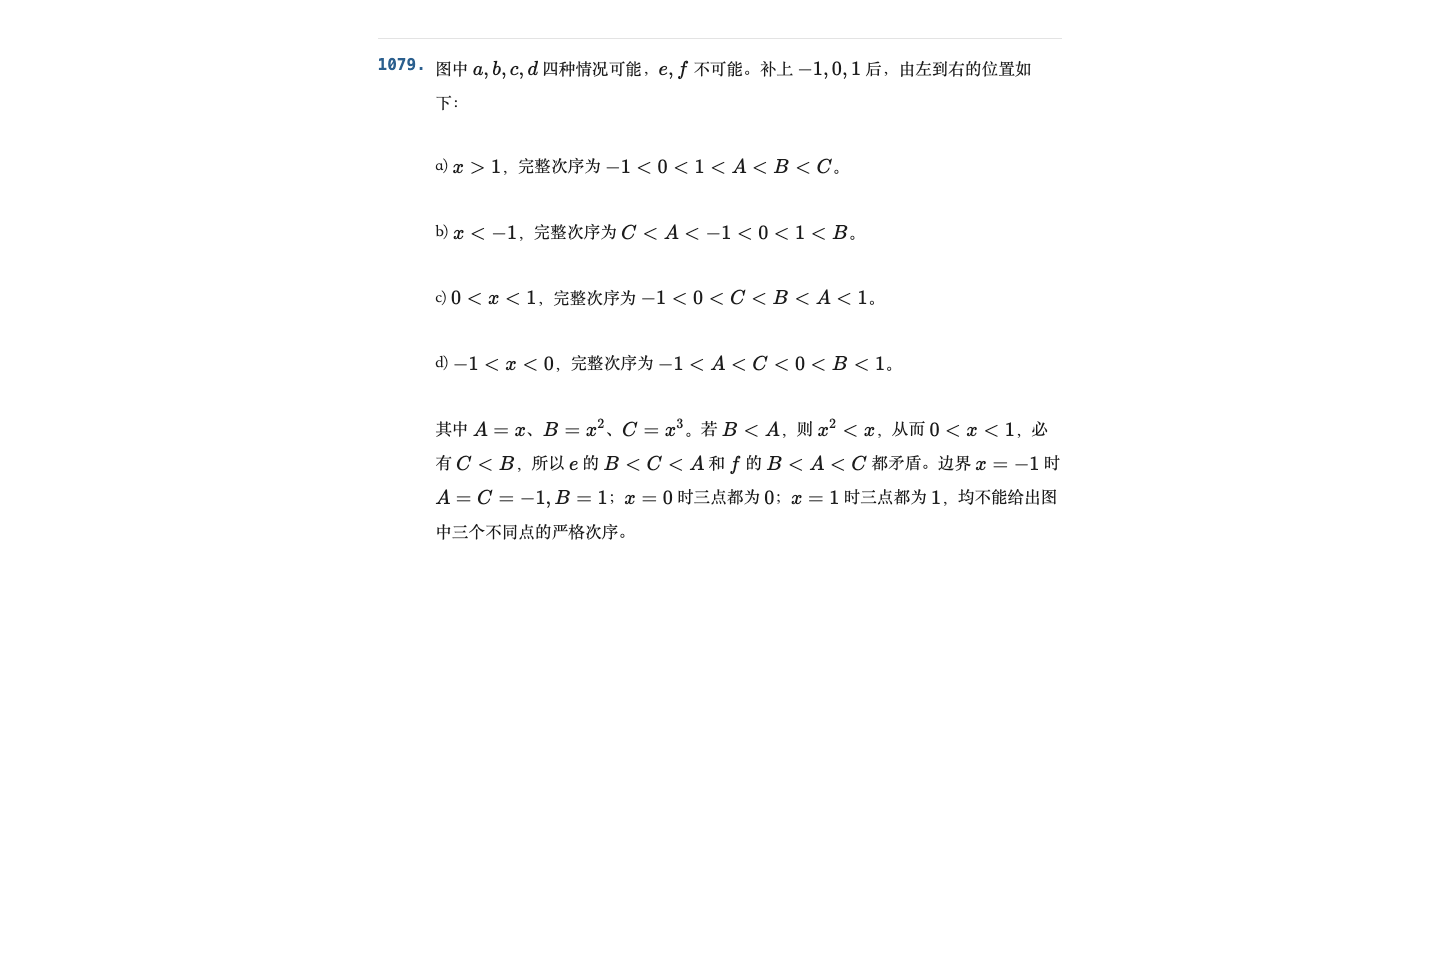 1079. 图中 a, b, c, d 四种情况可能，e, f 不可能。补上 −1, 0, 1 后，由左到右的位置如
下：
a) x > 1，完整次序为 −1 < 0 < 1 < A < B < C。
b) x < −1，完整次序为 C < A < −1 < 0 < 1 < B。
c) 0 < x < 1，完整次序为 −1 < 0 < C < B < A < 1。
d) −1 < x < 0，完整次序为 −1 < A < C < 0 < B < 1。
其中 A = x、B = x²、C = x³。若 B < A，则 x² < x，从而 0 < x < 1，必
有 C < B，所以 e 的 B < C < A 和 f 的 B < A < C 都矛盾。边界 x = −1 时
A = C = −1, B = 1；x = 0 时三点都为 0；x = 1 时三点都为 1，均不能给出图
中三个不同点的严格次序。